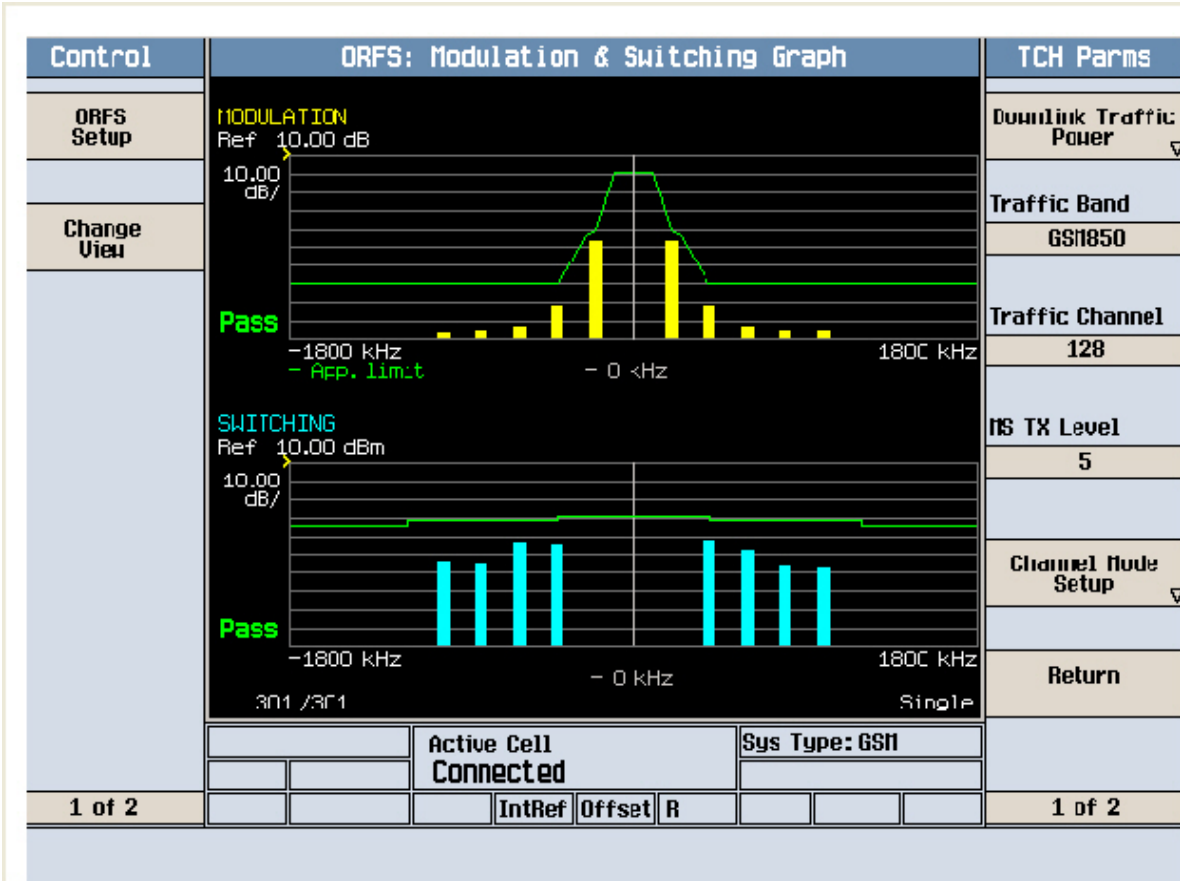 Control
ORFS: Modulation & Switching Graph
TCH Parms
ORFS
Setup
Change
View
1 of 2
MODULATION
Ref 10.00 dB
10.00
dB/
Pass
-1800 kHz
1800 kHz
- App. limit
- 0 kHz
SWITCHING
Ref 10.00 dBm
10.00
dB/
Pass
-1800 kHz
1800 kHz
- 0 kHz
301 /301
Single
Active Cell
Connected
Sys Type: GSM
IntRef
Offset
R
Downlink Traffic
Power
Traffic Band
GSM850
Traffic Channel
128
MS TX Level
5
Channel Mode
Setup
Return
1 of 2